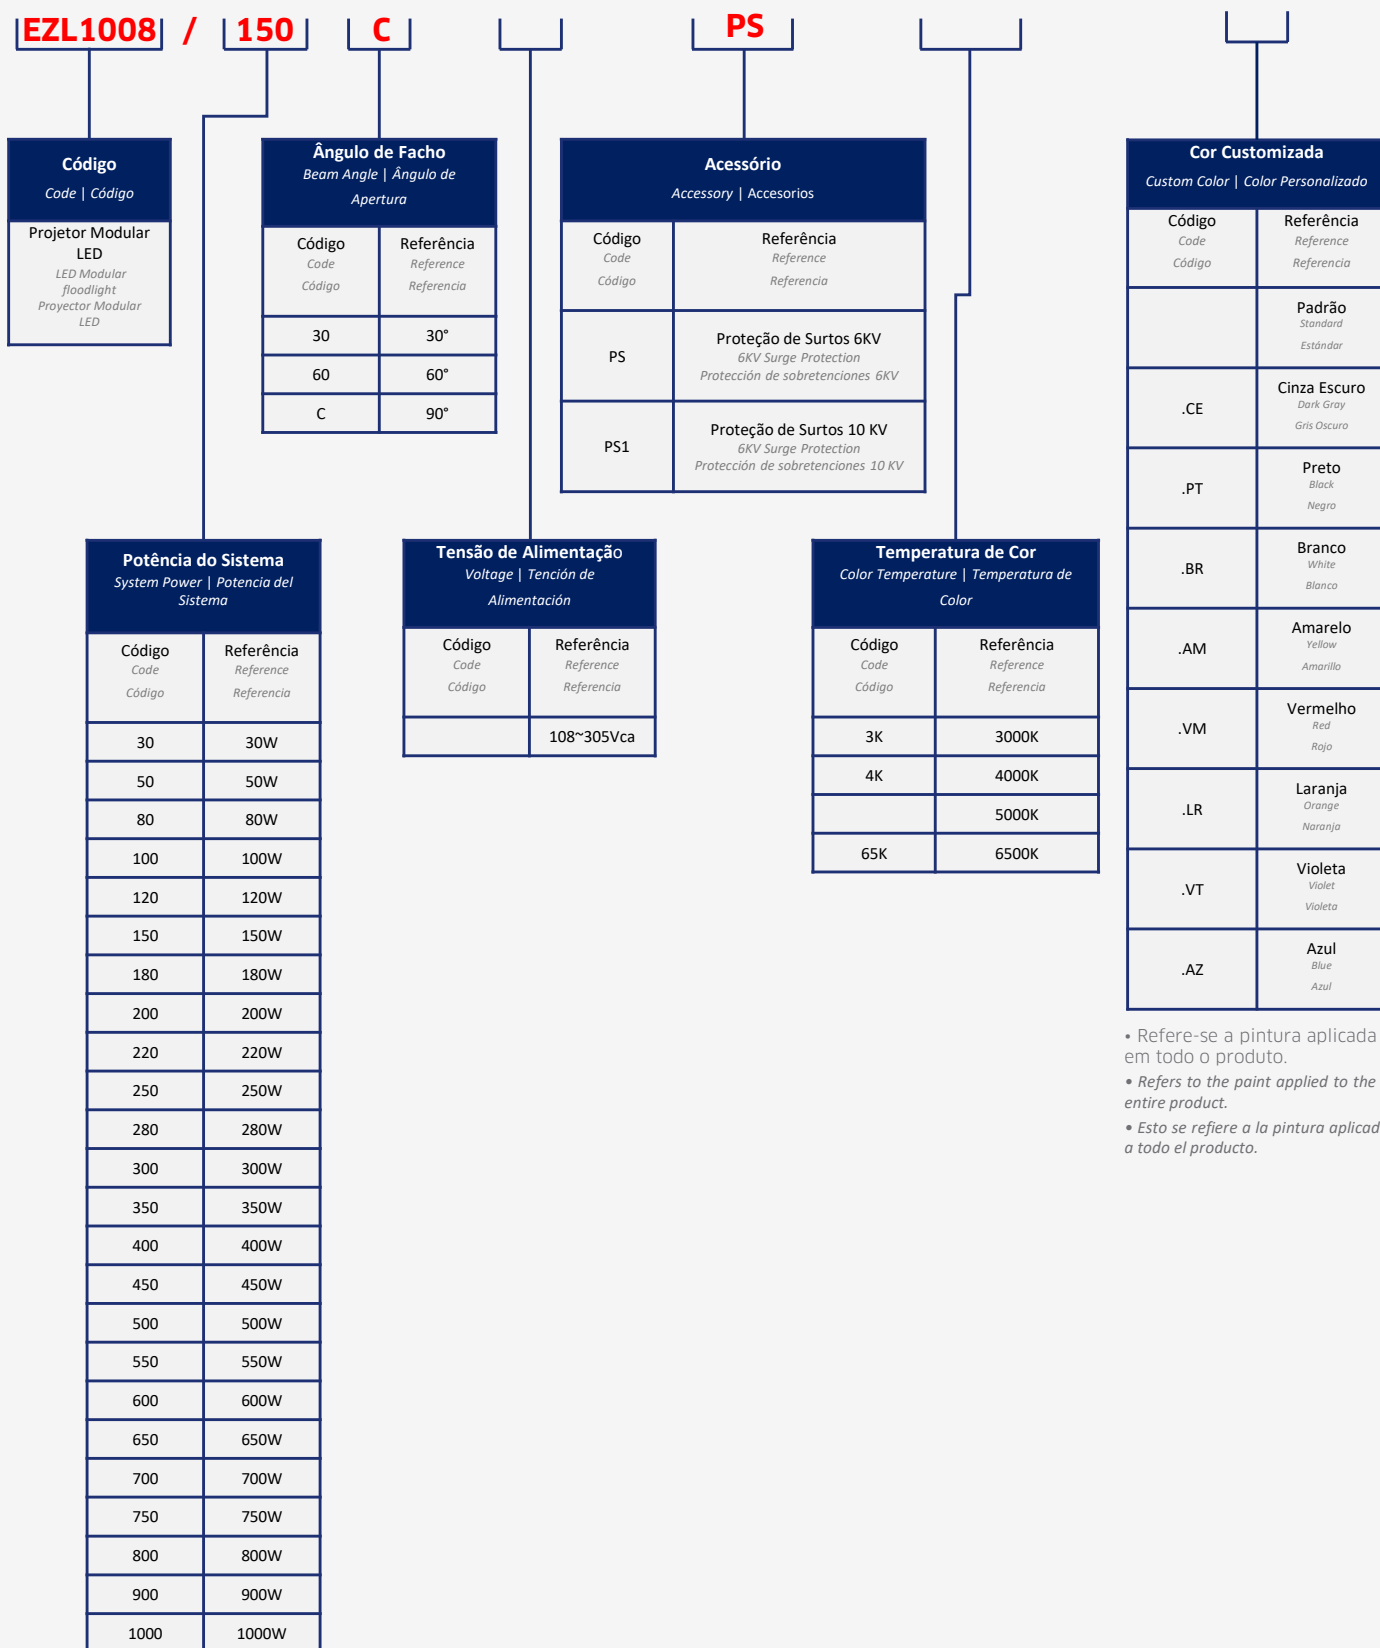 EZL1008 / 150 C PS
Código
Code | Código
Projetor Modular
LED
LED Modular
floodlight
Proyector Modular
LED
Ângulo de Facho
Beam Angle | Ângulo de
Apertura
Código Referência
Code Reference
Código Referencia
30 30°
60 60°
C 90°
Acessório
Accessory | Accesorios
Código Referência
Code Reference
Código Referencia
PS
Proteção de Surtos 6KV
6KV Surge Protection
Protección de sobretenciones 6KV
PS1
Proteção de Surtos 10 KV
6KV Surge Protection
Protección de sobretenciones 10 KV
Cor Customizada
Custom Color | Color Personalizado
Código Referência
Code Reference
Código Referencia
Padrão
Standard
Estándar
.CE
Cinza Escuro
Dark Gray
Gris Oscuro
.PT
Preto
Black
Negro
.BR
Branco
White
Blanco
.AM
Amarelo
Yellow
Amarillo
.VM
Vermelho
Red
Rojo
.LR
Laranja
Orange
Naranja
.VT
Violeta
Violet
Violeta
.AZ
Azul
Blue
Azul
• Refere-se a pintura aplicada
em todo o produto.
• Refers to the paint applied to the
entire product.
• Esto se refiere a la pintura aplicad
a todo el producto.
Potência do Sistema
System Power | Potencia del
Sistema
Código Referência
Code Reference
Código Referencia
30 30W
50 50W
80 80W
100 100W
120 120W
150 150W
180 180W
200 200W
220 220W
250 250W
280 280W
300 300W
350 350W
400 400W
450 450W
500 500W
550 550W
600 600W
650 650W
700 700W
750 750W
800 800W
900 900W
1000 1000W
Tensão de Alimentação
Voltage | Tención de
Alimentación
Código Referência
Code Reference
Código Referencia
108~305Vca
Temperatura de Cor
Color Temperature | Temperatura de
Color
Código Referência
Code Reference
Código Referencia
3K 3000K
4K 4000K
5000K
65K 6500K